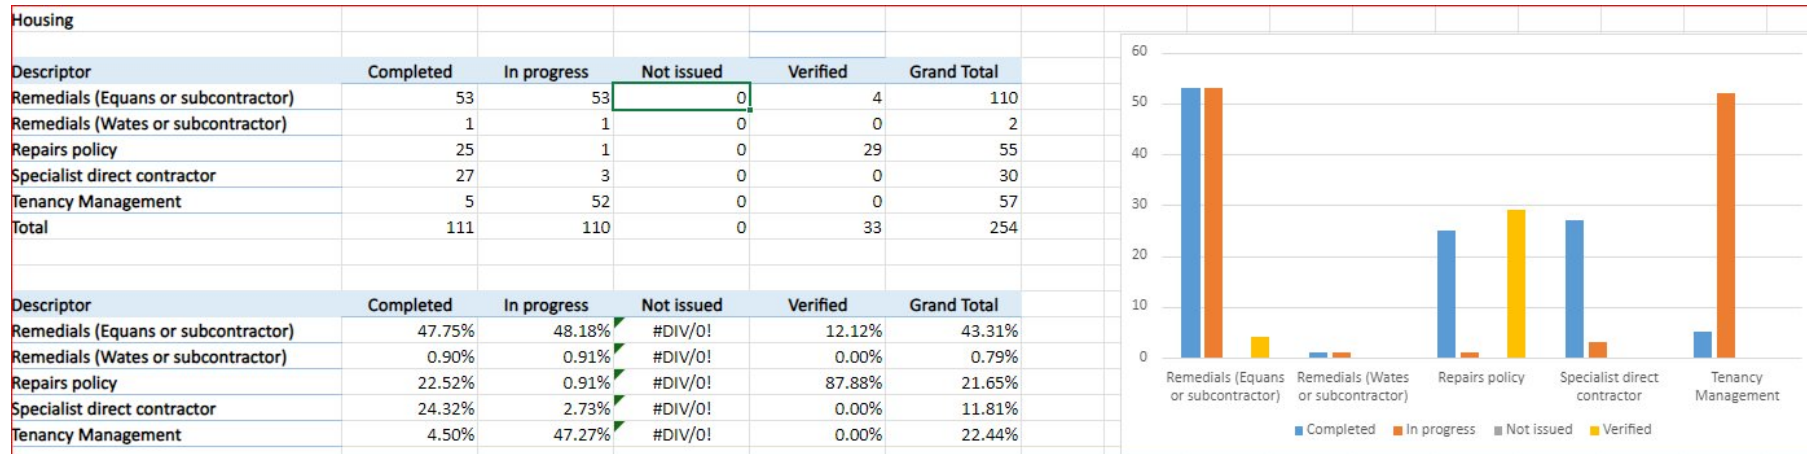 Housing
Descriptor Completed In progress Not issued Verified Grand Total
Remedials (Equans or subcontractor) 53 53 0 4 110
Remedials (Wates or subcontractor) 1 1 0 0 2
Repairs policy 25 1 0 29 55
Specialist direct contractor 27 3 0 0 30
Tenancy Management 5 52 0 0 57
Total 111 110 0 33 254
Descriptor Completed In progress Not issued Verified Grand Total
Remedials (Equans or subcontractor) 47.75% 48.18% #DIV/0! 12.12% 43.31%
Remedials (Wates or subcontractor) 0.90% 0.91% #DIV/0! 0.00% 0.79%
Repairs policy 22.52% 0.91% #DIV/0! 87.88% 21.65%
Specialist direct contractor 24.32% 2.73% #DIV/0! 0.00% 11.81%
Tenancy Management 4.50% 47.27% #DIV/0! 0.00% 22.44%
60
50
40
30
20
10
0
Remedials (Equans Remedials (Wates Repairs policy Specialist direct Tenancy
or subcontractor) or subcontractor) contractor Management
Completed In progress Not issued Verified